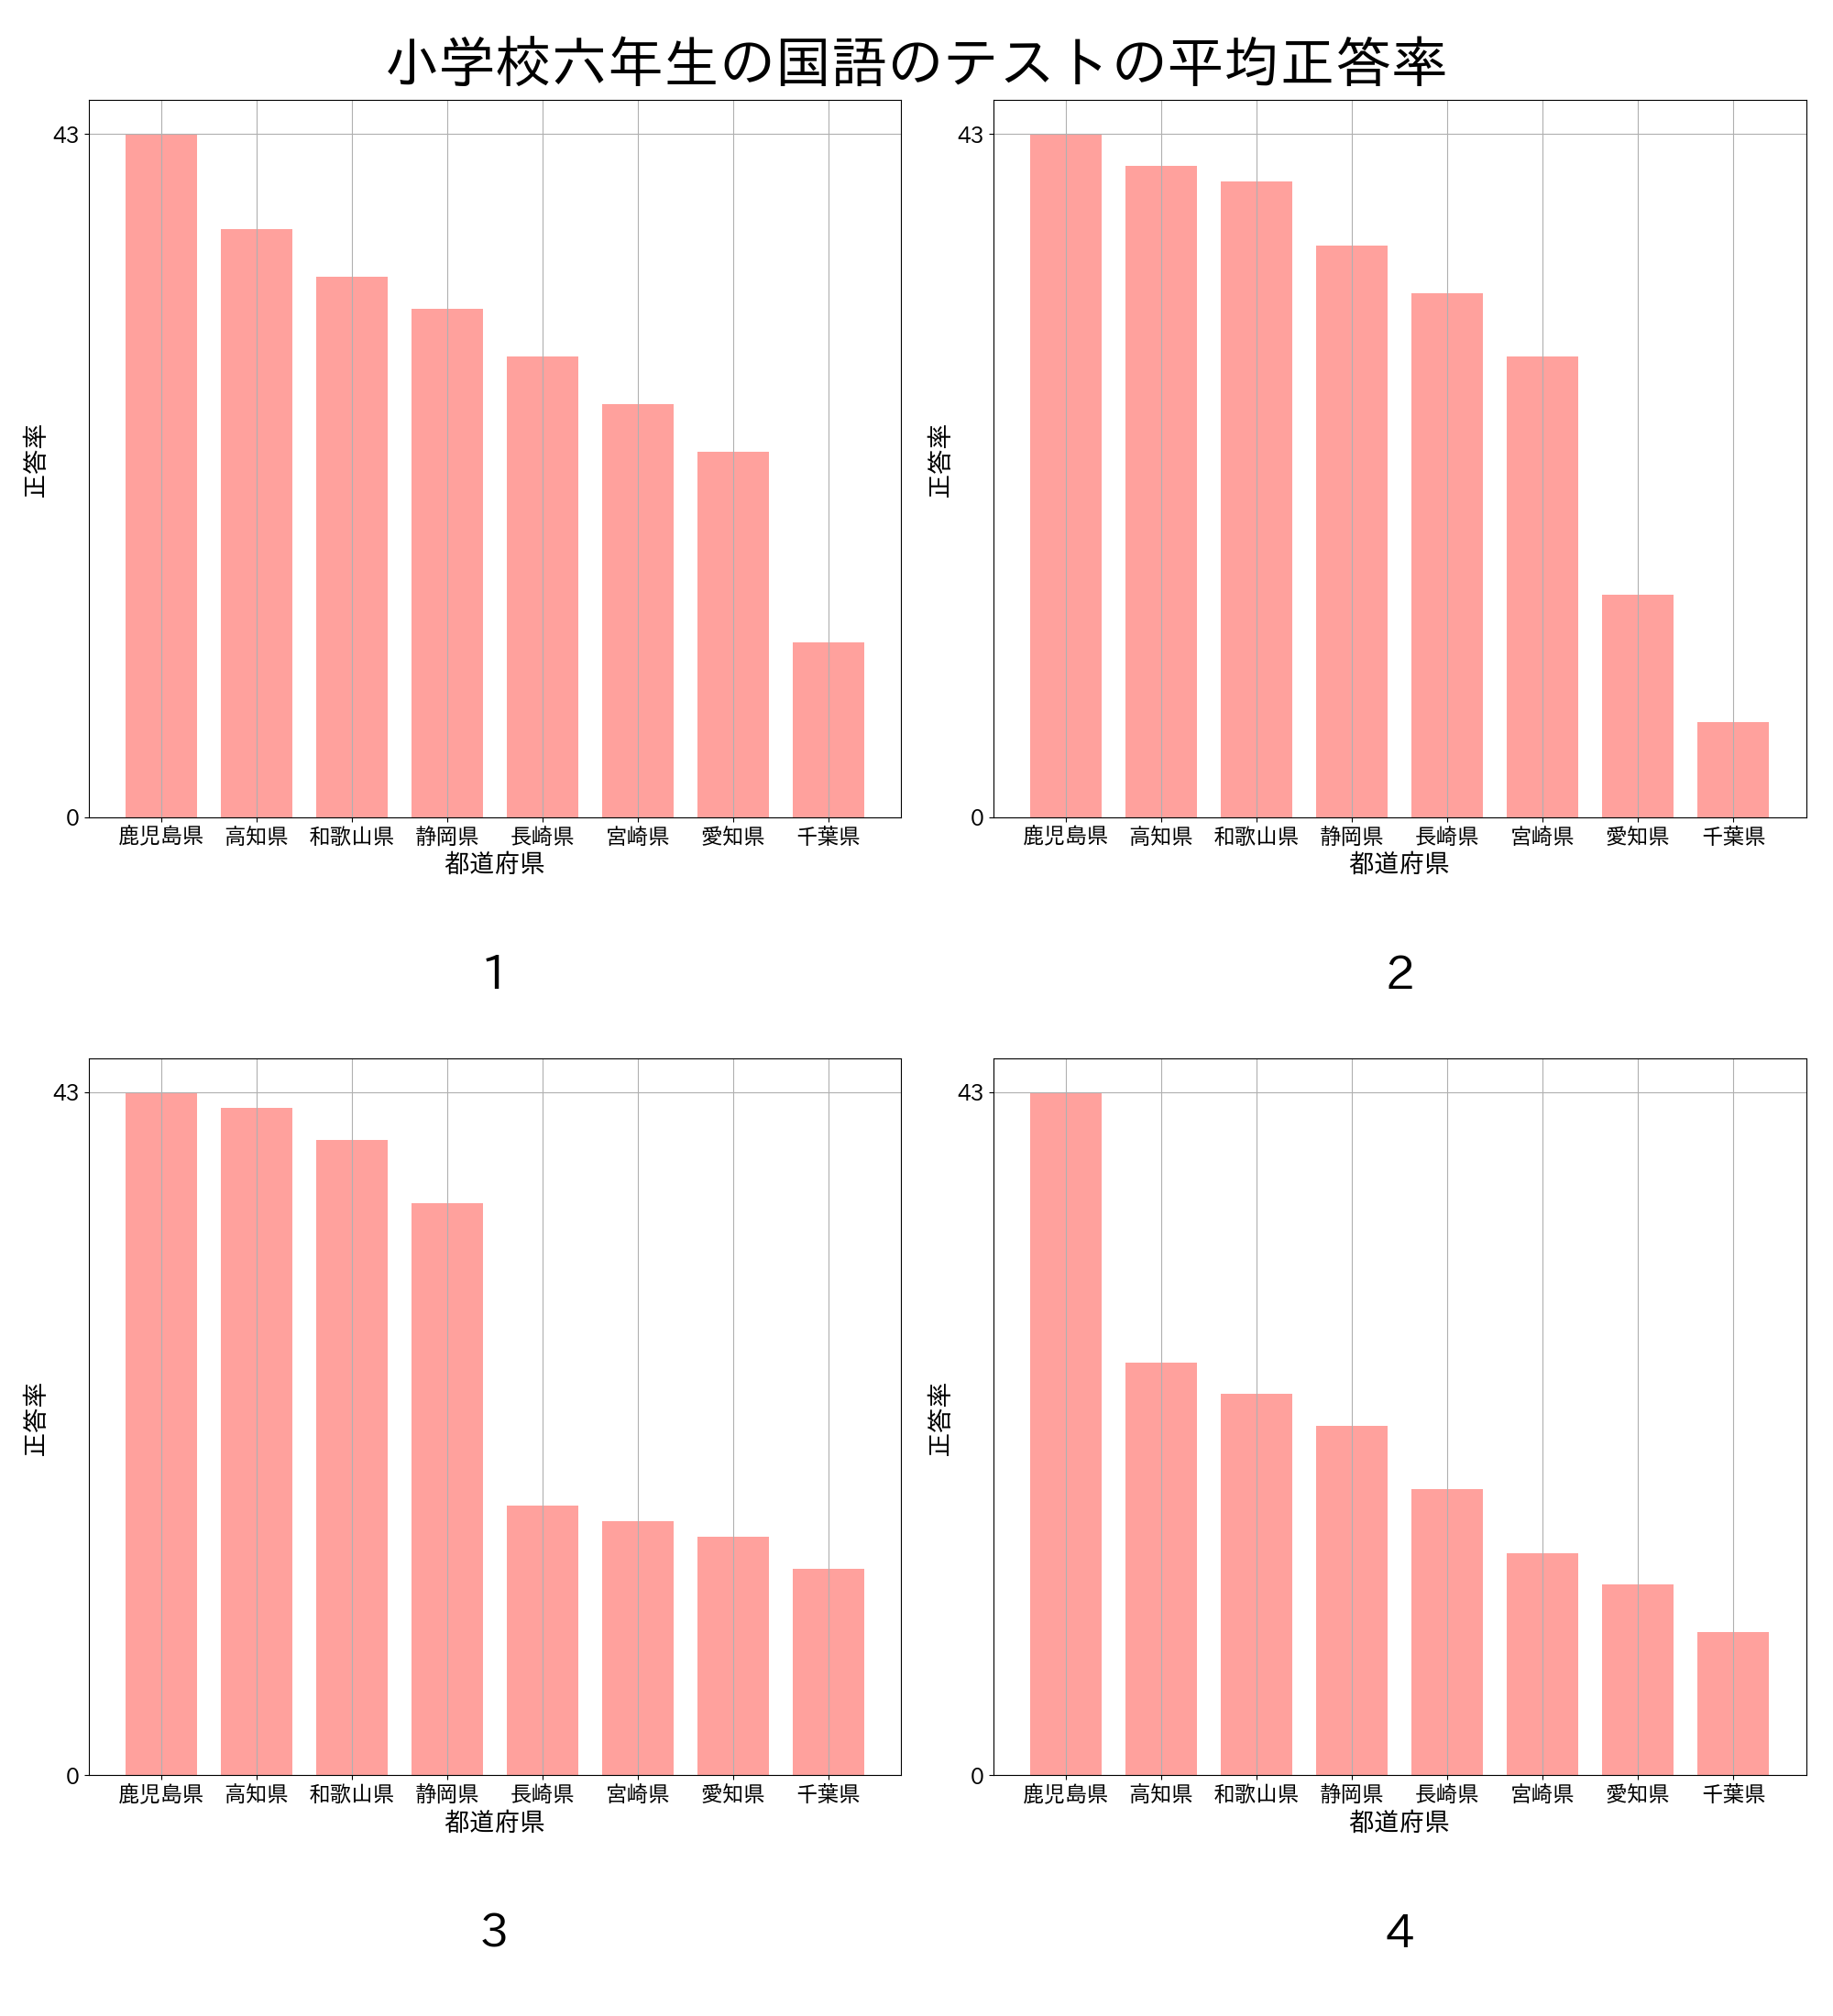 小学校六年生の国語のテストの平均正答率
43
0
正答率
鹿児島県 高知県 和歌山県 静岡県 長崎県 宮崎県 愛知県 千葉県
都道府県
1
43
0
正答率
鹿児島県 高知県 和歌山県 静岡県 長崎県 宮崎県 愛知県 千葉県
都道府県
2
43
0
正答率
鹿児島県 高知県 和歌山県 静岡県 長崎県 宮崎県 愛知県 千葉県
都道府県
3
43
0
正答率
鹿児島県 高知県 和歌山県 静岡県 長崎県 宮崎県 愛知県 千葉県
都道府県
4